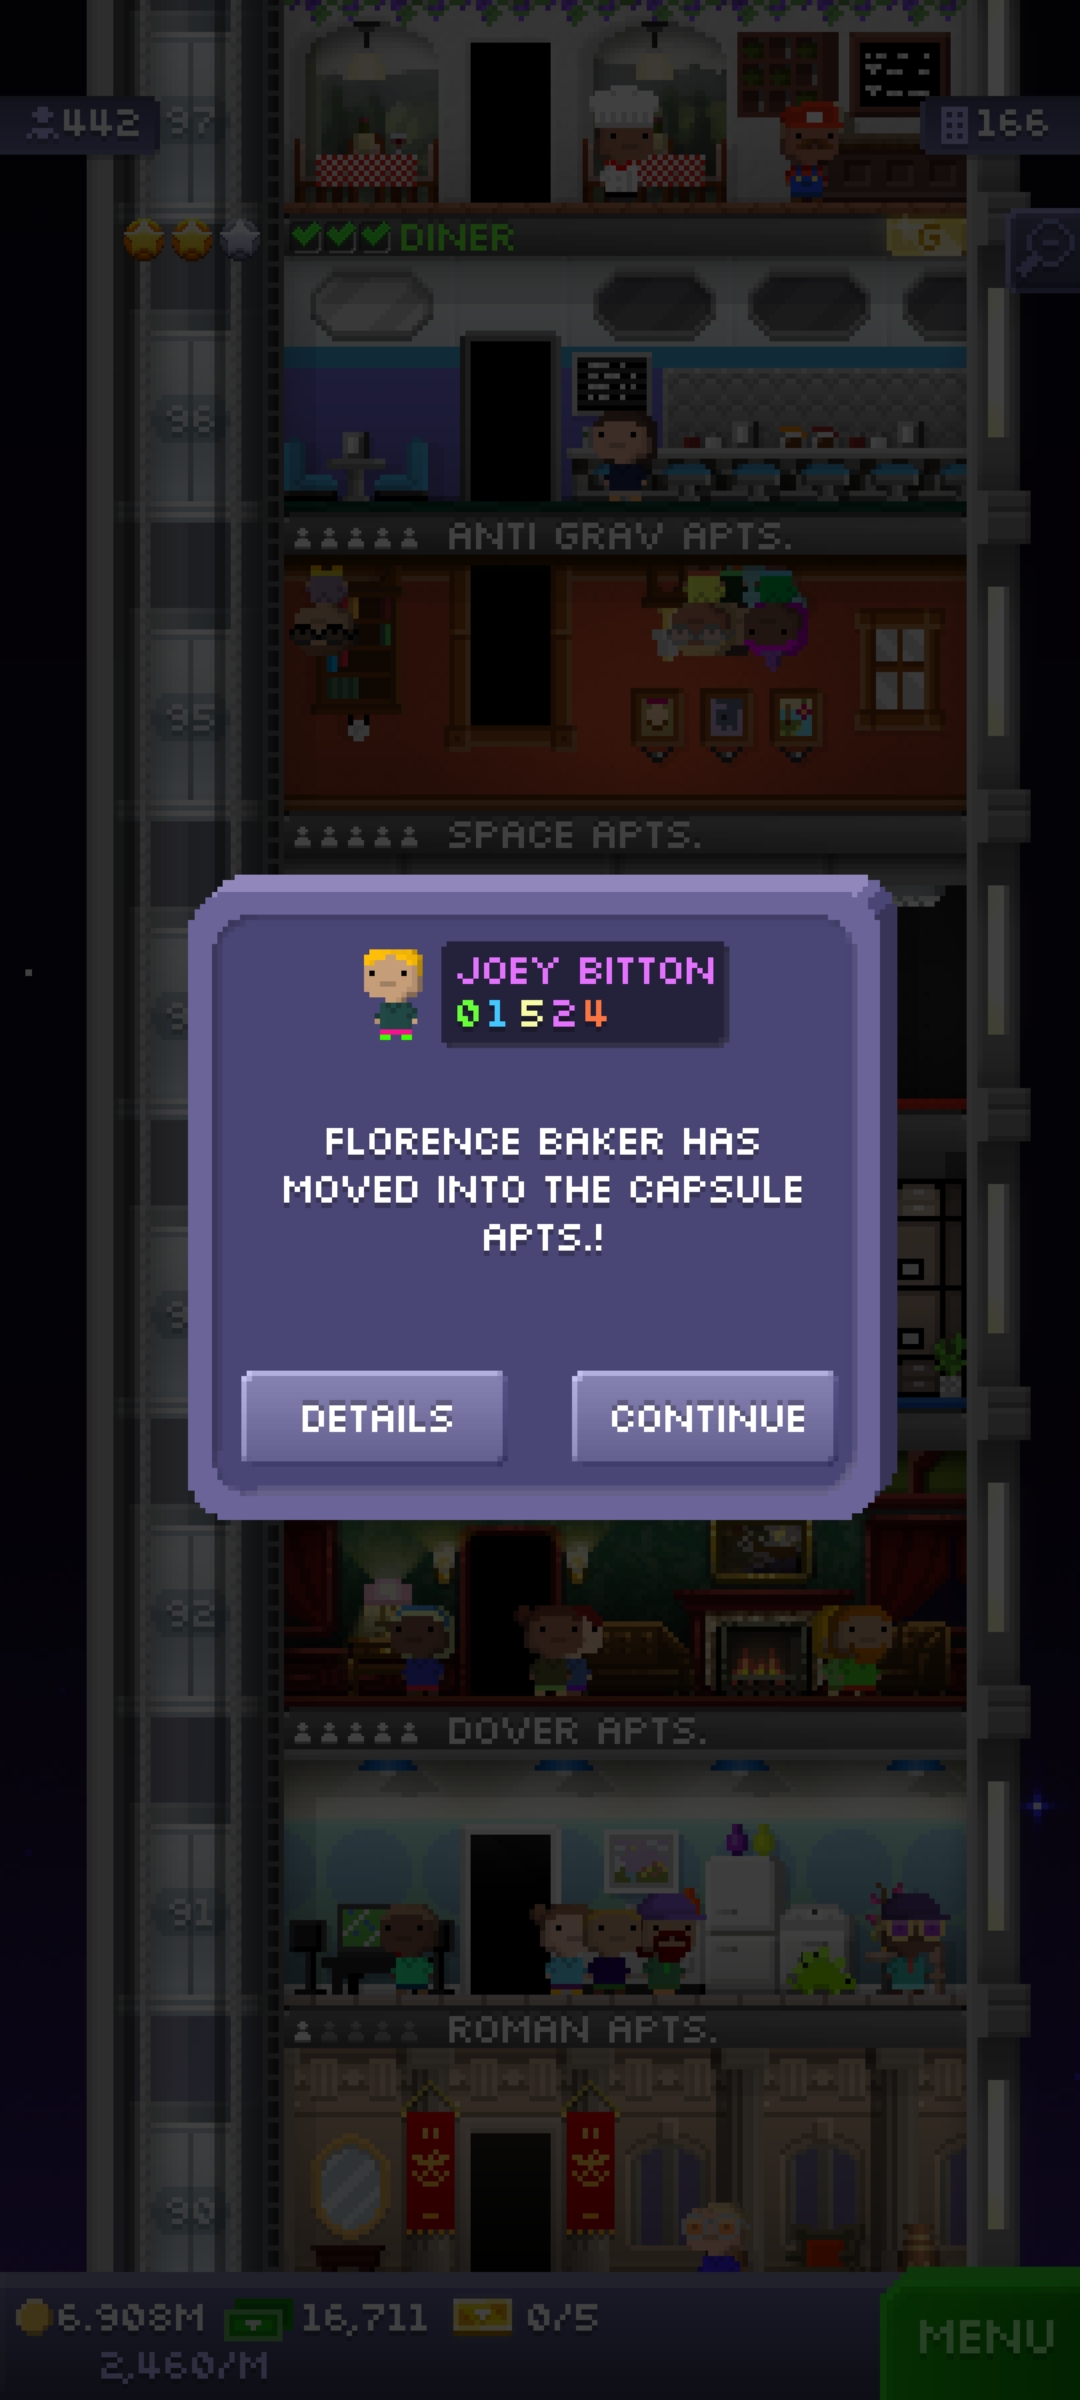 442
97
166
DINER
G
96
ANTI GRAV APTS.
95
SPACE APTS.
JOEY BITTON
01524
FLORENCE BAKER HAS
MOVED INTO THE CAPSULE
APTS.!
DETAILS
CONTINUE
92
DOVER APTS.
91
ROMAN APTS.
90
6.908M
16,711
0/5
2,460/M
MENU